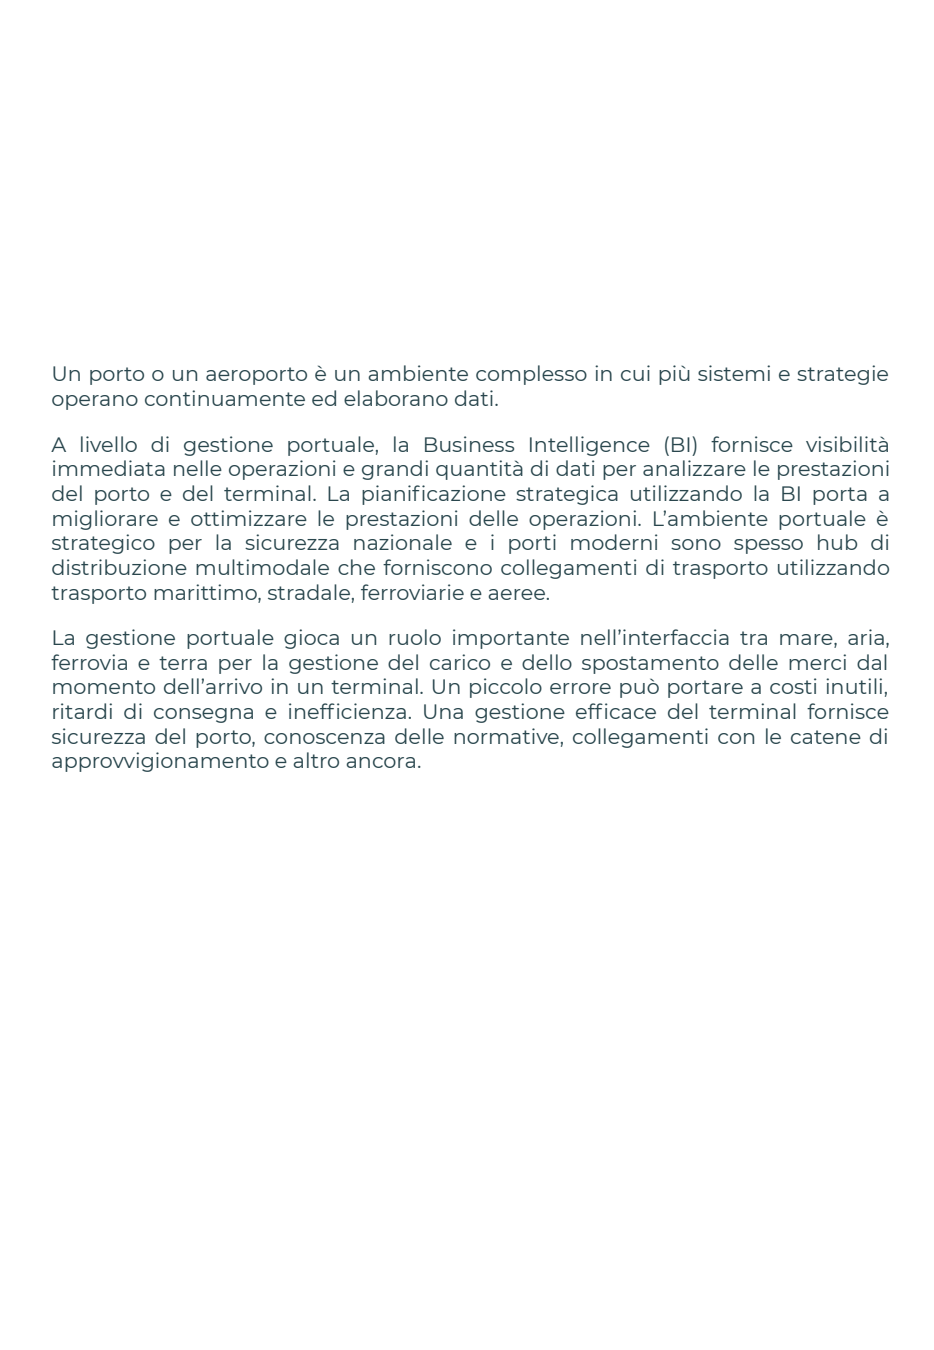 Un porto o un aeroporto è un ambiente complesso in cui più sistemi e strategie
operano continuamente ed elaborano dati.
A livello di gestione portuale, la Business Intelligence (BI) fornisce visibilità
immediata nelle operazioni e grandi quantità di dati per analizzare le prestazioni
del porto e del terminal. La pianificazione strategica utilizzando la BI porta a
migliorare e ottimizzare le prestazioni delle operazioni. L’ambiente portuale è
strategico per la sicurezza nazionale e i porti moderni sono spesso hub di
distribuzione multimodale che forniscono collegamenti di trasporto utilizzando
trasporto marittimo, stradale, ferroviarie e aeree.
La gestione portuale gioca un ruolo importante nell’interfaccia tra mare, aria,
ferrovia e terra per la gestione del carico e dello spostamento delle merci dal
momento dell’arrivo in un terminal. Un piccolo errore può portare a costi inutili,
ritardi di consegna e inefficienza. Una gestione efficace del terminal fornisce
sicurezza del porto, conoscenza delle normative, collegamenti con le catene di
approvvigionamento e altro ancora.